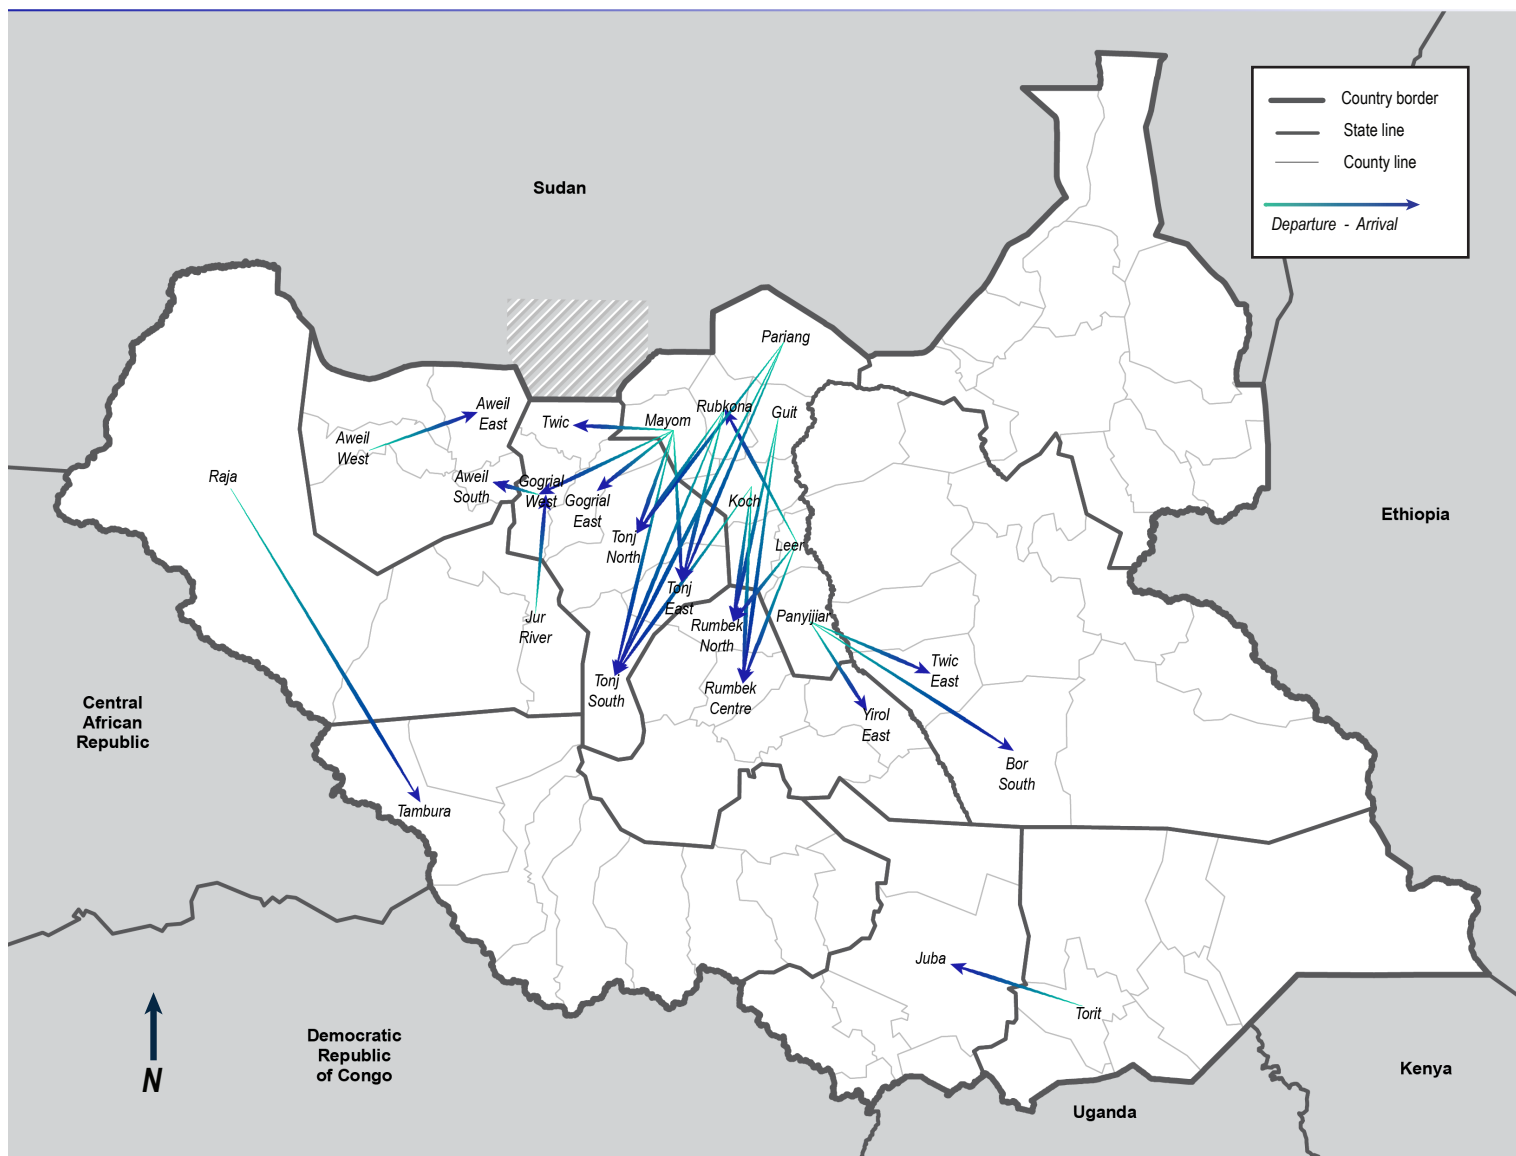 Country border
State line
County line
Departure - Arrival
Sudan
Pariang
Aweil
East
Twic
Mayom
Rubkona
Guit
Aweil
West
Raja
Aweil
South
Gogrial
West
Gogrial
East
Koch
Ethiopia
Tonj
North
Leer
Tonj
East
Jur
River
Rumbek
North
Panyijiar
Twic
East
Tonj
South
Rumbek
Centre
Yirol
East
Central
African
Republic
Bor
South
Tambura
Juba
Torit
Democratic
Republic
of Congo
N
Kenya
Uganda